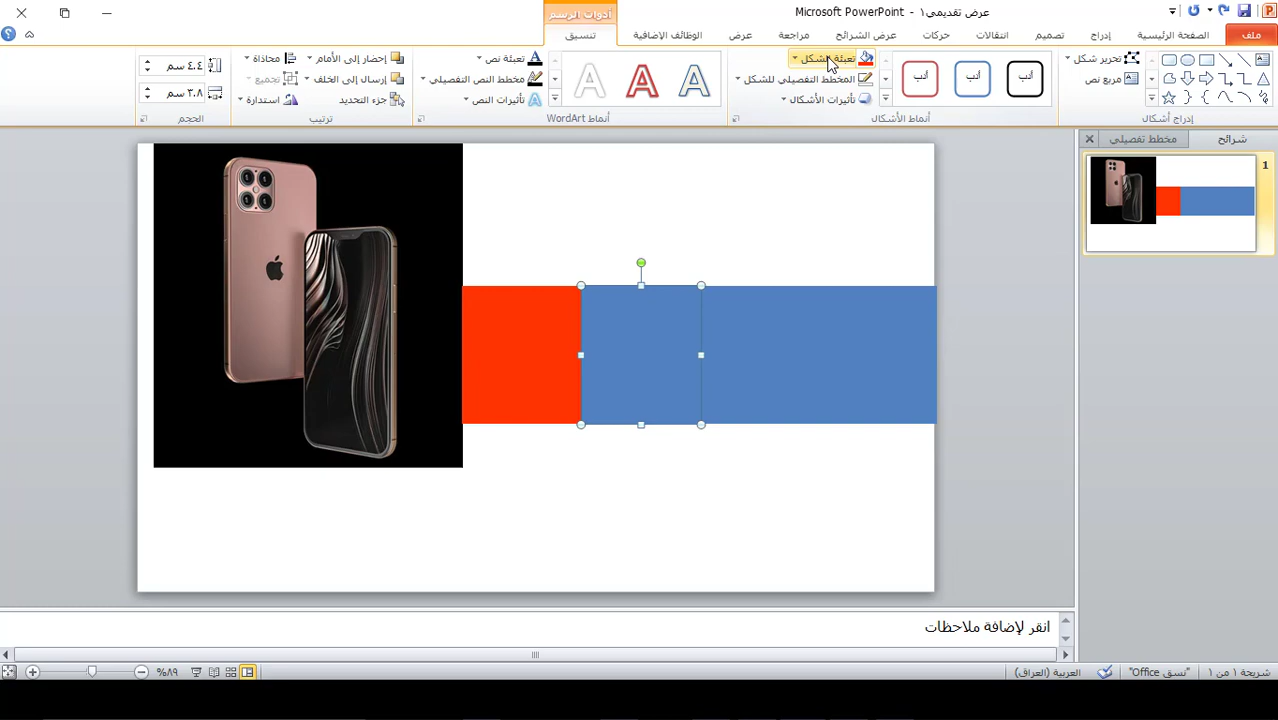 عرض تقديمي١ - Microsoft PowerPoint
أدوات الرسم
ملف
الصفحة الرئيسية
إدراج
تصميم
انتقالات
حركات
عرض الشرائح
مراجعة
عرض
الوظائف الإضافية
تنسيق
تحرير شكل
مربع نص
إدراج أشكال
أبب
أبب
أبب
تعبئة الشكل
المخطط التفصيلي للشكل
تأثيرات الأشكال
أنماط الأشكال
A
A
A
تعبئة نص
مخطط النص التفصيلي
تأثيرات النص
أنماط WordArt
إحضار إلى الأمام
إرسال إلى الخلف
جزء التحديد
محاذاة
تجميع
استدارة
ترتيب
٤.٤ سم
٣.٨ سم
الحجم
شرائح
مخطط تفصيلي
1
انقر لإضافة ملاحظات
شريحة ١ من ١
"نسق Office"
العربية (العراق)
٨٩%